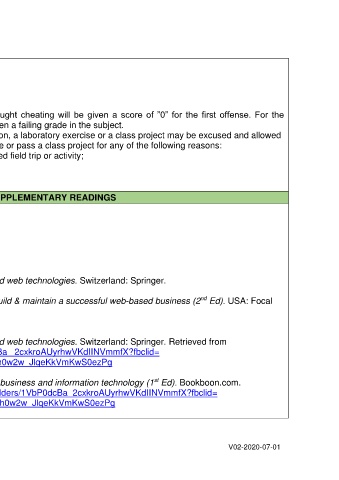 ught cheating will be given a score of "0" for the first offense. For the
en a failing grade in the subject.
on, a laboratory exercise or a class project may be excused and allowed
e or pass a class project for any of the following reasons:
ed field trip or activity;
PPLEMENTARY READINGS
d web technologies. Switzerland: Springer.
uild & maintain a successful web-based business (2nd Ed). USA: Focal
d web technologies. Switzerland: Springer. Retrieved from
Ba_2cxkroAUyrhwVKdIINVmmfX?fbclid=
h0w2w_JlqeKkVmKwS0ezPg
business and information technology (1st Ed). Bookboon.com.
lders/1VbP0dcBa_2cxkroAUyrhwVKdIINVmmfX?fbclid=
h0w2w_JlqeKkVmKwS0ezPg
V02-2020-07-01